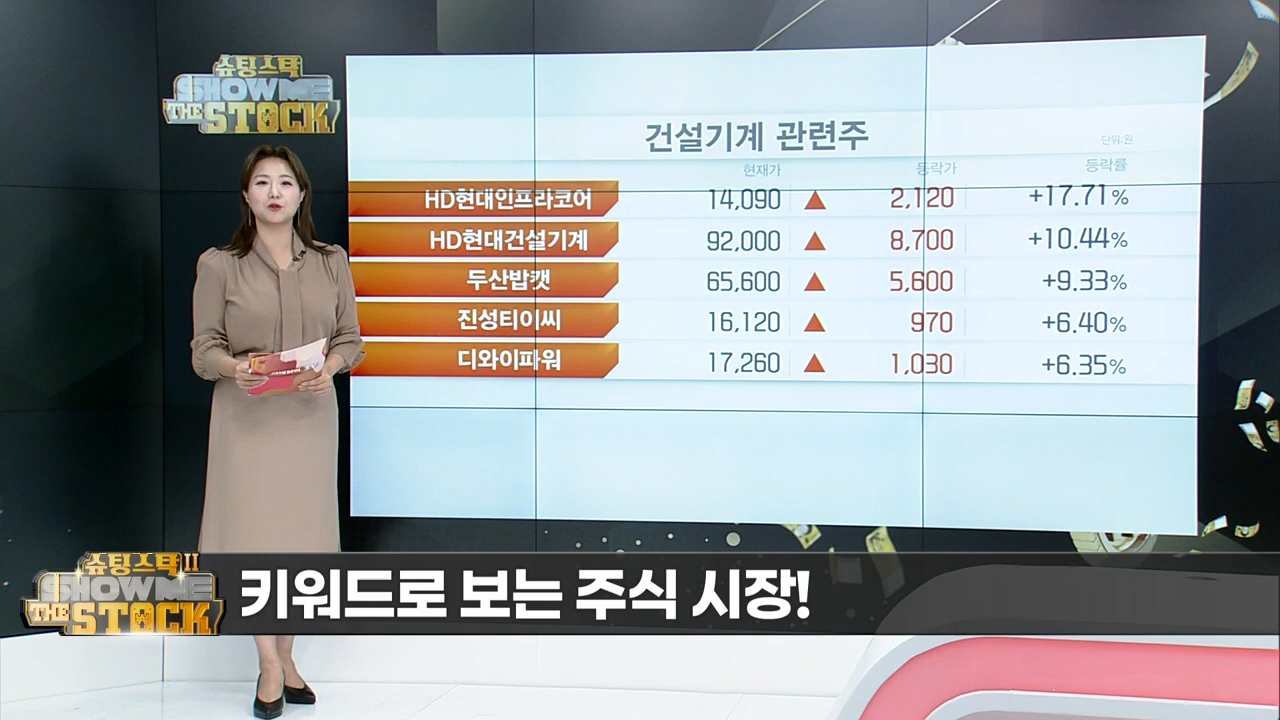 슈팅스탁
SHOW ME
THE STOCK
건설기계 관련주
단위:원
현재가 등락가 등락률
HD현대인프라코어 14,090 ▲ 2,120 +17.71%
HD현대건설기계 92,000 ▲ 8,700 +10.44%
두산밥캣 65,600 ▲ 5,600 +9.33%
진성티이씨 16,120 ▲ 970 +6.40%
디와이파워 17,260 ▲ 1,030 +6.35%
슈팅스탁II
SHOW ME
THE STOCK
키워드로 보는 주식 시장!